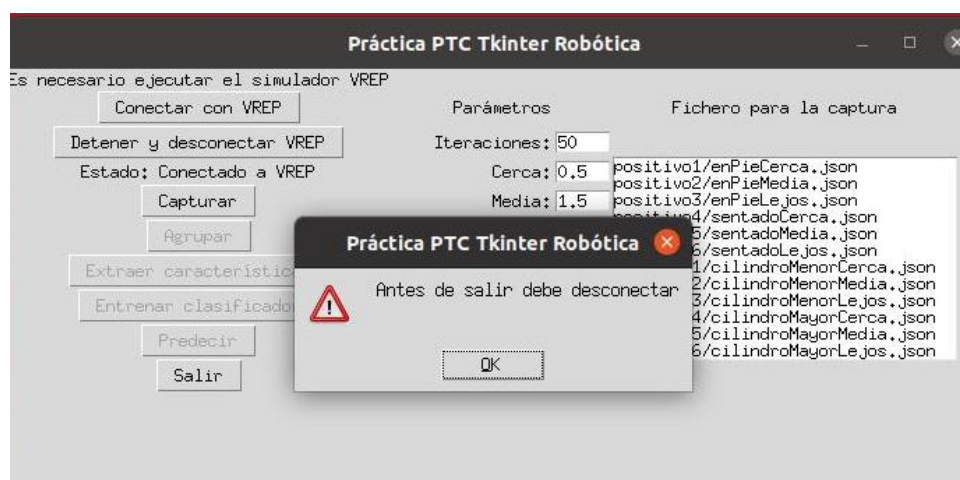 Práctica PTC Tkinter Robótica
Es necesario ejecutar el simulador VREP
Conectar con VREP
Detener y desconectar VREP
Estado: Conectado a VREP
Capturar
Agrupar
Extraer característic
Entrenar clasificado
Predecir
Salir
Parámetros
Iteraciones: 50
Cerca: 0.5
Media: 1.5
Fichero para la captura
positivo1/enPieCerca.json
positivo2/enPieMedia.json
positivo3/enPieLejos.json
/sentadoCerca.json
5/sentadoMedia.json
6/sentadoLejos.json
1/cilindroMenorCerca.json
2/cilindroMenorMedia.json
3/cilindroMenorLejos.json
4/cilindroMayorCerca.json
5/cilindroMayorMedia.json
6/cilindroMayorLejos.json
Práctica PTC Tkinter Robótica
Antes de salir debe desconectar
OK